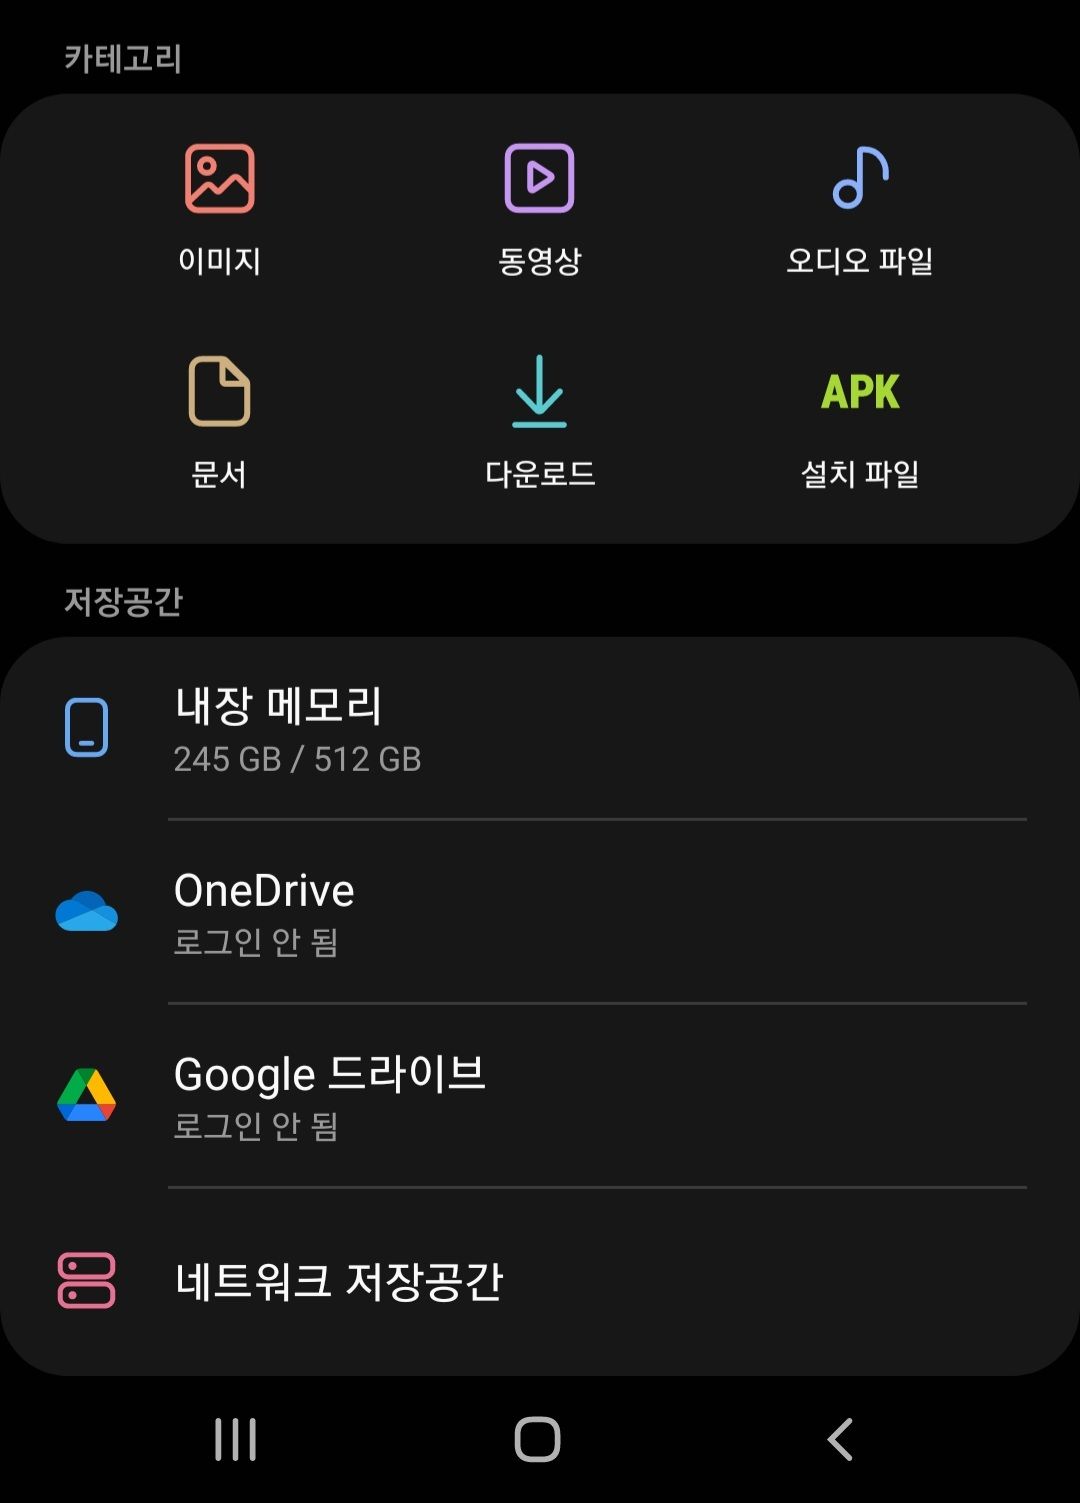 카테고리
이미지
동영상
오디오 파일
문서
다운로드
APK
설치 파일
저장공간
내장 메모리
245 GB / 512 GB
OneDrive
로그인 안 됨
Google 드라이브
로그인 안 됨
네트워크 저장공간